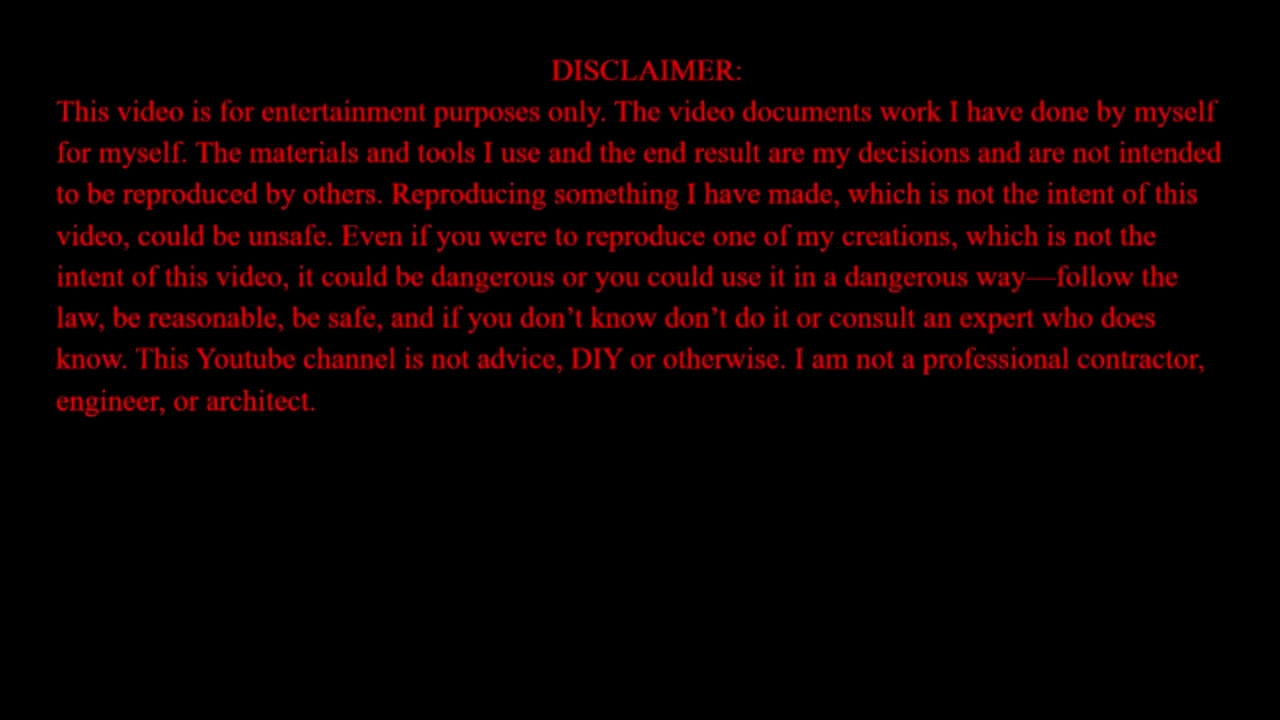 DISCLAIMER:
This video is for entertainment purposes only. The video documents work I have done by myself
for myself. The materials and tools I use and the end result are my decisions and are not intended
to be reproduced by others. Reproducing something I have made, which is not the intent of this
video, could be unsafe. Even if you were to reproduce one of my creations, which is not the
intent of this video, it could be dangerous or you could use it in a dangerous way—follow the
law, be reasonable, be safe, and if you don’t know don’t do it or consult an expert who does
know. This Youtube channel is not advice, DIY or otherwise. I am not a professional contractor,
engineer, or architect.